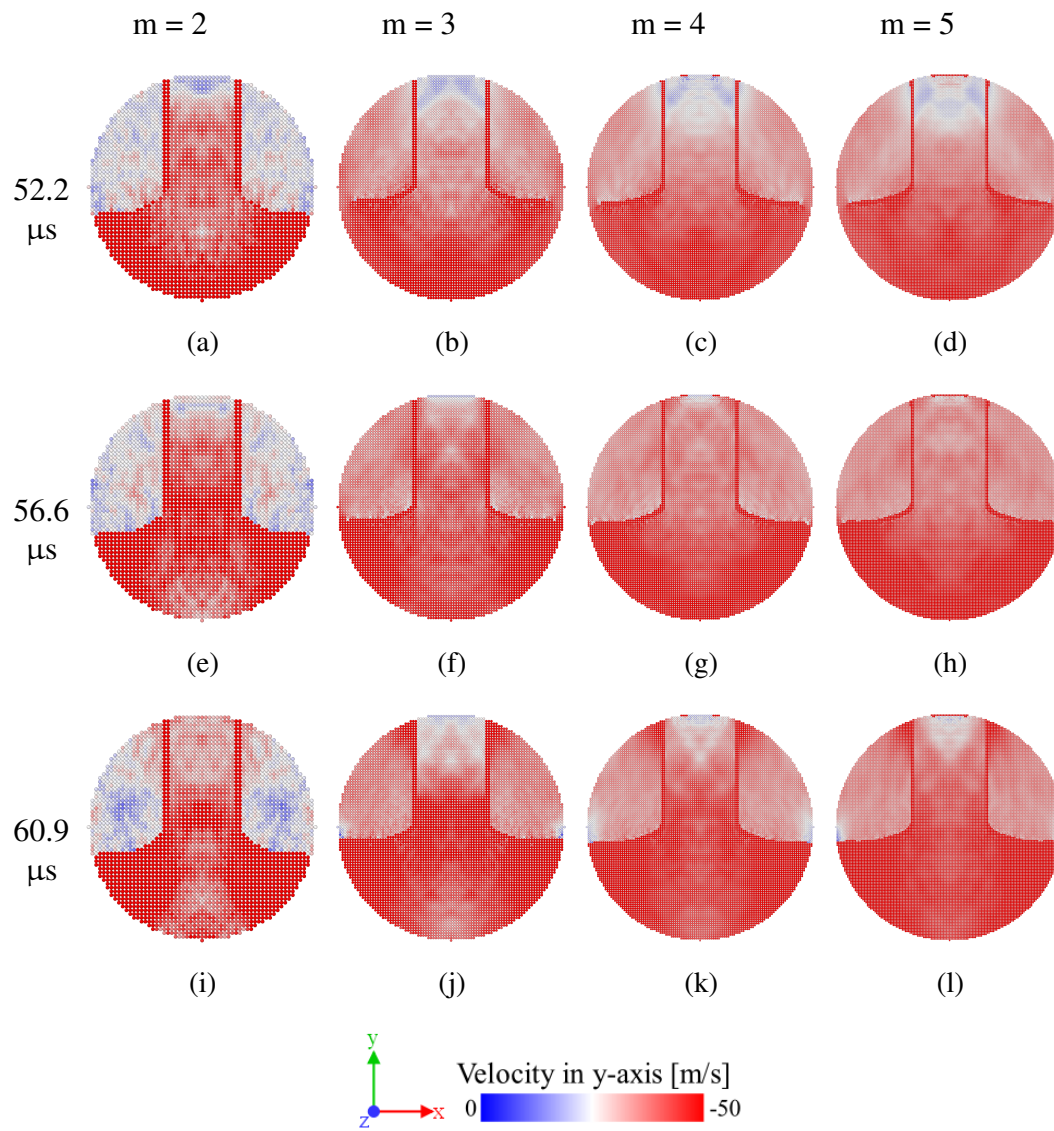 m = 2 m = 3 m = 4 m = 5
52.2
μs
(a) (b) (c) (d)
56.6
μs
(e) (f) (g) (h)
60.9
μs
(i) (j) (k) (l)
y
z x
Velocity in y-axis [m/s]
0 -50